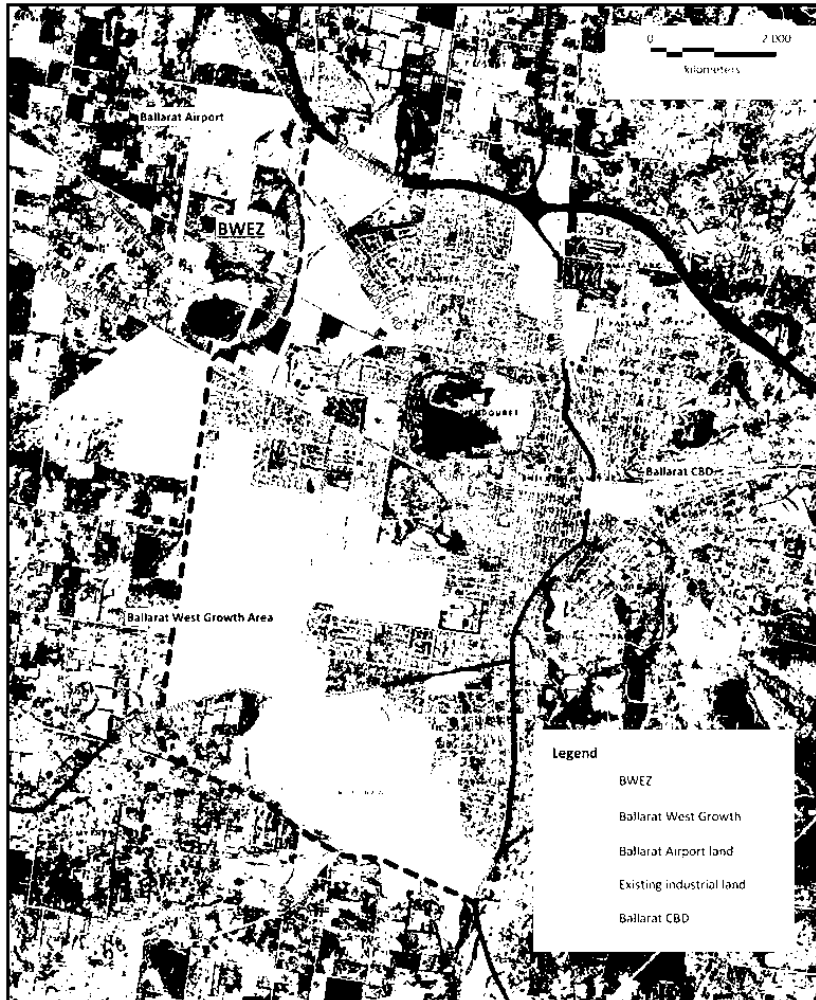 0 2 000
kilometers
Ballarat Airport
BWEZ
Ballarat CBD
Ballarat West Growth Area
Legend
BWEZ
Ballarat West Growth
Ballarat Airport land
Existing industrial land
Ballarat CBD